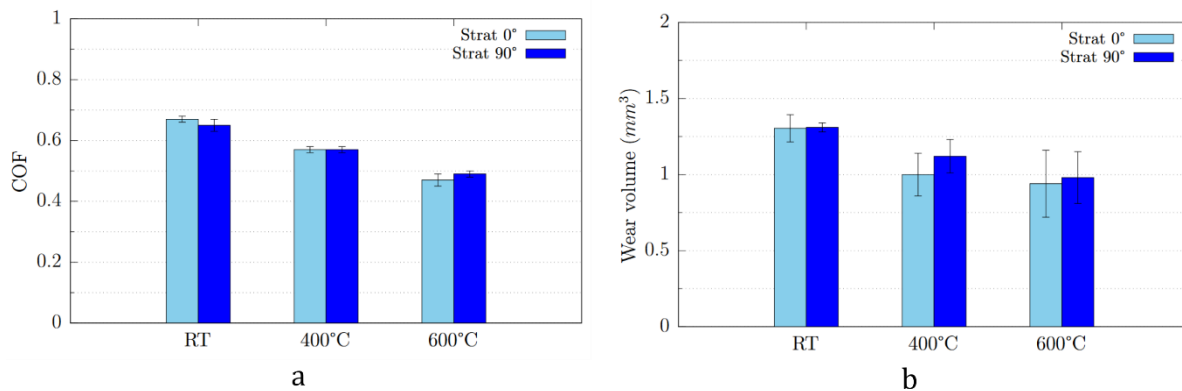 1
0.8
0.6
0.4
0.2
0
COF
Strat 0°
Strat 90°
RT 400°C 600°C
a
2
1.5
1
0.5
0
Wear volume (mm³)
Strat 0°
Strat 90°
RT 400°C 600°C
b